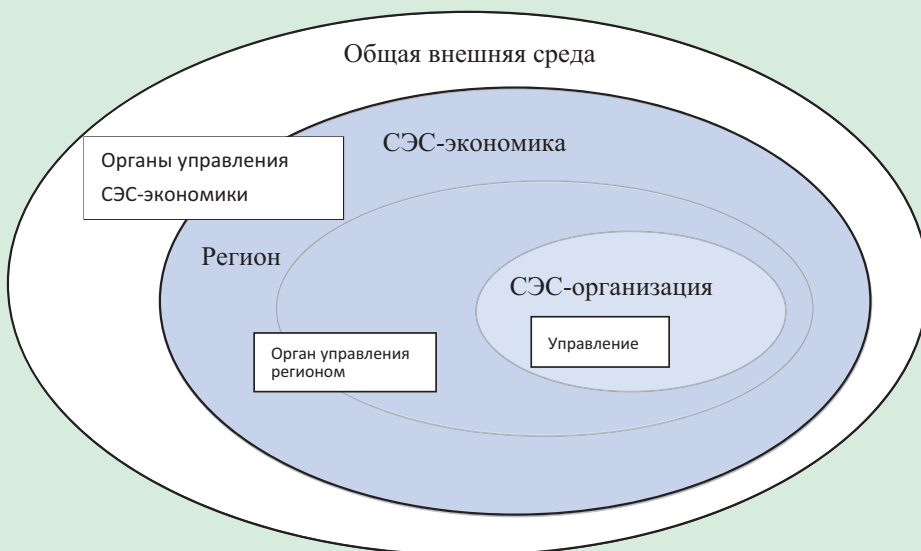 Общая внешняя среда
СЭС-экономика
Органы управления
СЭС-экономики
Регион
СЭС-организация
Орган управления
регионом
Управление